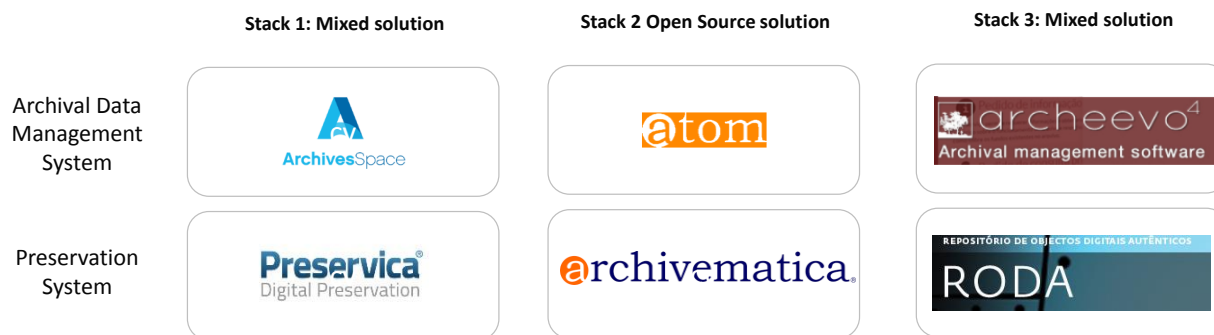 Stack 1: Mixed solution
Stack 2 Open Source solution
Stack 3: Mixed solution
Archival Data
Management
System
ArchivesSpace
atom
archeevo4
Archival management software
Preservation
System
Preservica®
Digital Preservation
archivematica®
REPOSITÓRIO DE OBJECTOS DIGITAIS AUTÊNTICOS
RODA